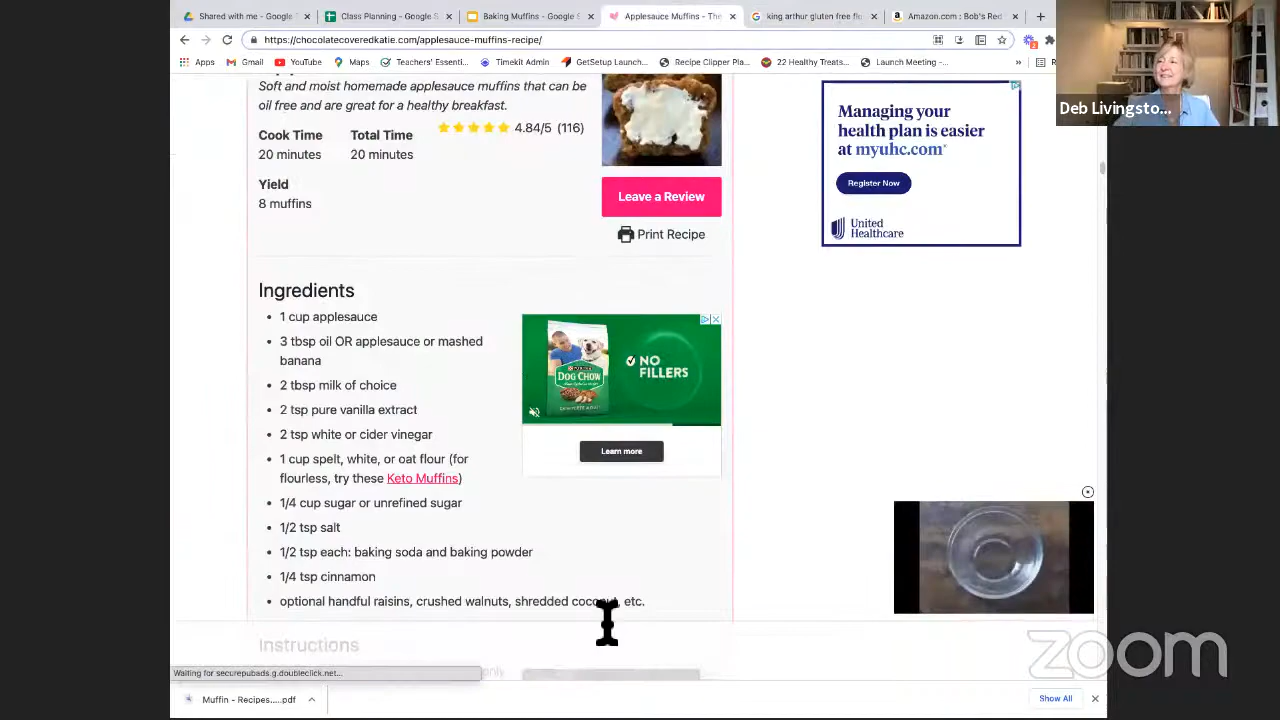 Shared with me - Google
Class Planning - Google S
Baking Muffins - Google S
Applesauce Muffins - The
king arthur gluten free flo
Amazon.com : Bob's Red
https://chocolatecoveredkatie.com/applesauce-muffins-recipe/
Apps
Gmail
YouTube
Maps
Teachers' Essenti...
Timekit Admin
GetSetup Launch...
Recipe Clipper Pla...
22 Healthy Treats...
Launch Meeting -...
»
Deb Livingsto...
Soft and moist homemade applesauce muffins that can be
oil free and are great for a healthy breakfast.
Cook Time
20 minutes
Total Time
20 minutes
4.84/5 (116)
Yield
8 muffins
Leave a Review
Print Recipe
Managing your
health plan is easier
at myuhc.com
Register Now
United
Healthcare
Ingredients
• 1 cup applesauce
• 3 tbsp oil OR applesauce or mashed
banana
• 2 tbsp milk of choice
• 2 tsp pure vanilla extract
• 2 tsp white or cider vinegar
• 1 cup spelt, white, or oat flour (for
flourless, try these Keto Muffins)
• 1/4 cup sugar or unrefined sugar
• 1/2 tsp salt
• 1/2 tsp each: baking soda and baking powder
• 1/4 tsp cinnamon
• optional handful raisins, crushed walnuts, shredded coconut, etc.
DOG CHOW
NO
FILLERS
Learn more
Instructions
only
Waiting for securepubads.g.doubleclick.net...
Muffin - Recipes.....pdf
Show All
zoom